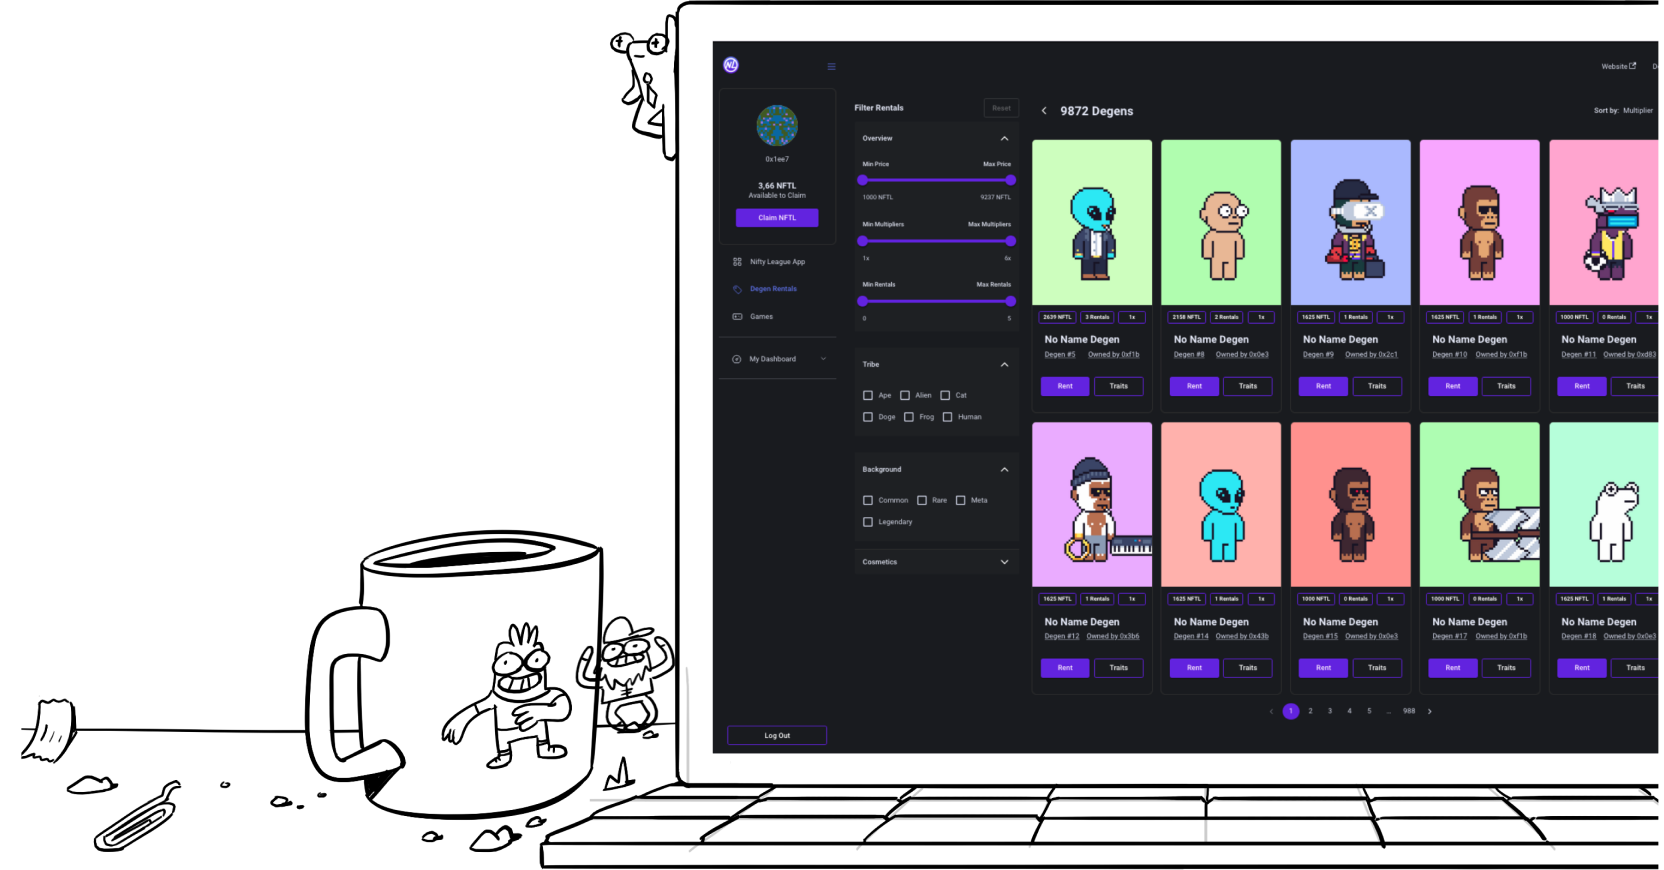 NL
Website
0x1ee7
3,66 NFTL
Available to Claim
Claim NFTL
Nifty League App
Degen Rentals
Games
My Dashboard
Log Out
Filter Rentals
Reset
Overview
Min Price Max Price
1000 NFTL 9237 NFTL
Min Multipliers Max Multipliers
1x 6x
Min Rentals Max Rentals
0 5
Tribe
Ape Alien Cat
Doge Frog Human
Background
Common Rare Meta
Legendary
Cosmetics
9872 Degens
Sort by: Multiplier
2639 NFTL 3 Rentals 1x
No Name Degen
Degen #5 Owned by 0xf1b
Rent Traits
2158 NFTL 2 Rentals 1x
No Name Degen
Degen #8 Owned by 0x0e3
Rent Traits
1625 NFTL 1 Rentals 1x
No Name Degen
Degen #9 Owned by 0x2c1
Rent Traits
1625 NFTL 1 Rentals 1x
No Name Degen
Degen #10 Owned by 0xf1b
Rent Traits
1000 NFTL 0 Rentals 1x
No Name Degen
Degen #11 Owned by 0xd83
Rent Traits
1625 NFTL 1 Rentals 1x
No Name Degen
Degen #12 Owned by 0x3b6
Rent Traits
1625 NFTL 1 Rentals 1x
No Name Degen
Degen #14 Owned by 0x43b
Rent Traits
1000 NFTL 0 Rentals 1x
No Name Degen
Degen #15 Owned by 0x0e3
Rent Traits
1000 NFTL 0 Rentals 1x
No Name Degen
Degen #17 Owned by 0xf1b
Rent Traits
1625 NFTL 1 Rentals 1x
No Name Degen
Degen #18 Owned by 0x0e3
Rent Traits
1 2 3 4 5 ... 988